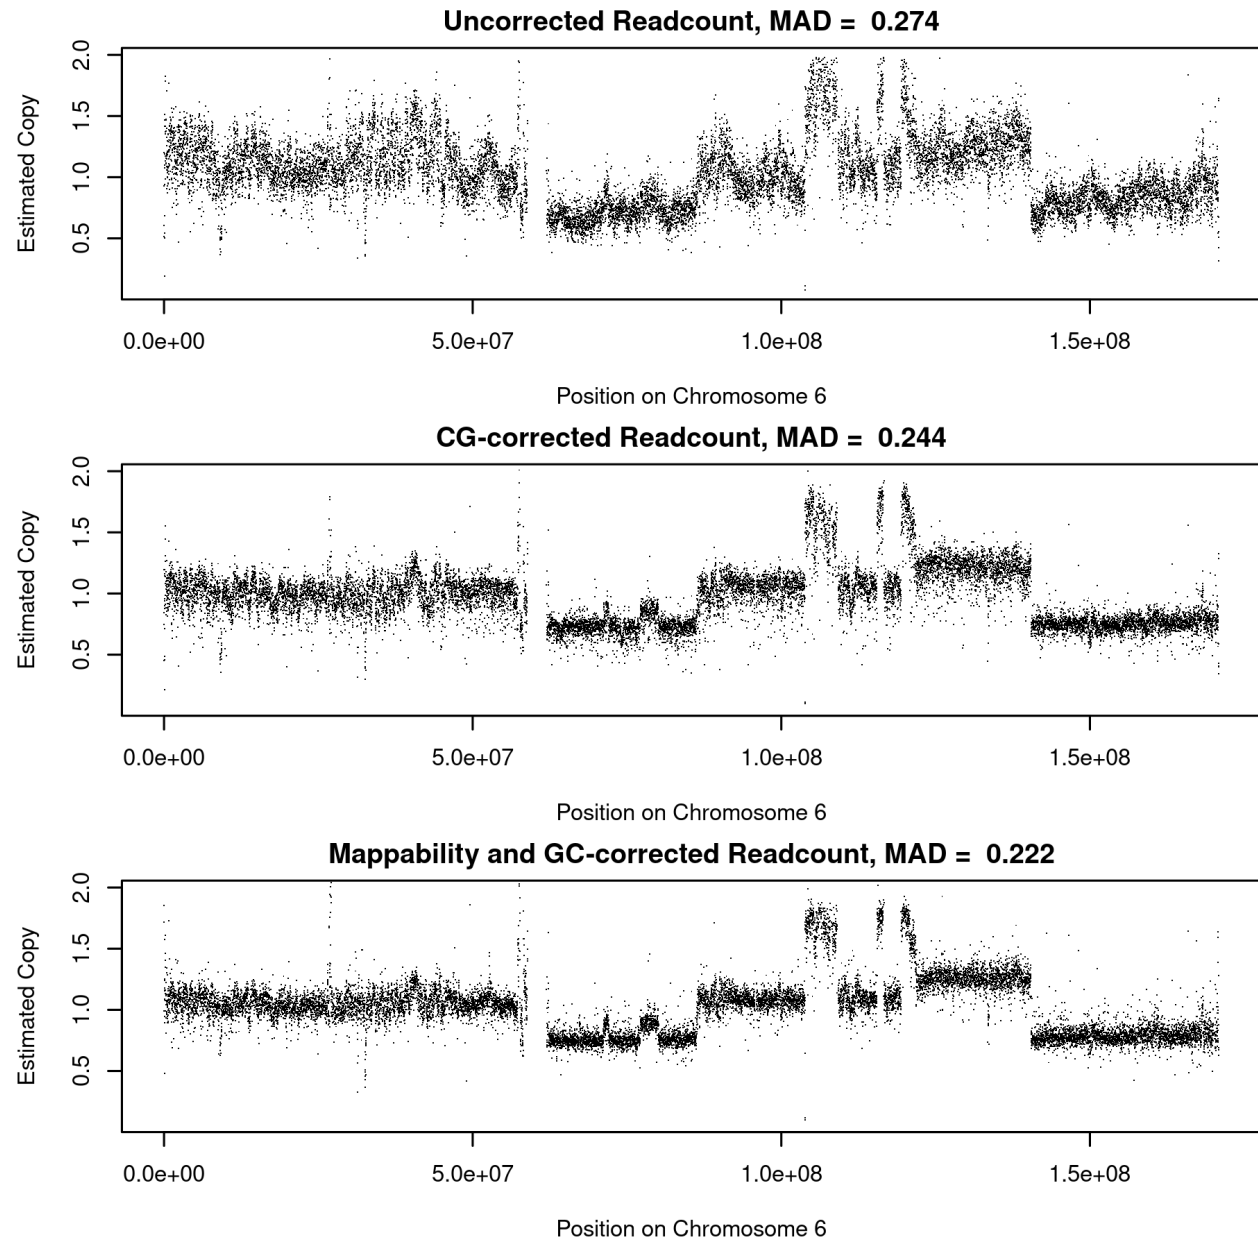 Uncorrected Readcount, MAD =  0.274
Estimated Copy
2.0
1.5
1.0
0.5
0.0e+00 5.0e+07 1.0e+08 1.5e+08
Position on Chromosome 6
CG-corrected Readcount, MAD =  0.244
Estimated Copy
2.0
1.5
1.0
0.5
0.0e+00 5.0e+07 1.0e+08 1.5e+08
Position on Chromosome 6
Mappability and GC-corrected Readcount, MAD =  0.222
Estimated Copy
2.0
1.5
1.0
0.5
0.0e+00 5.0e+07 1.0e+08 1.5e+08
Position on Chromosome 6